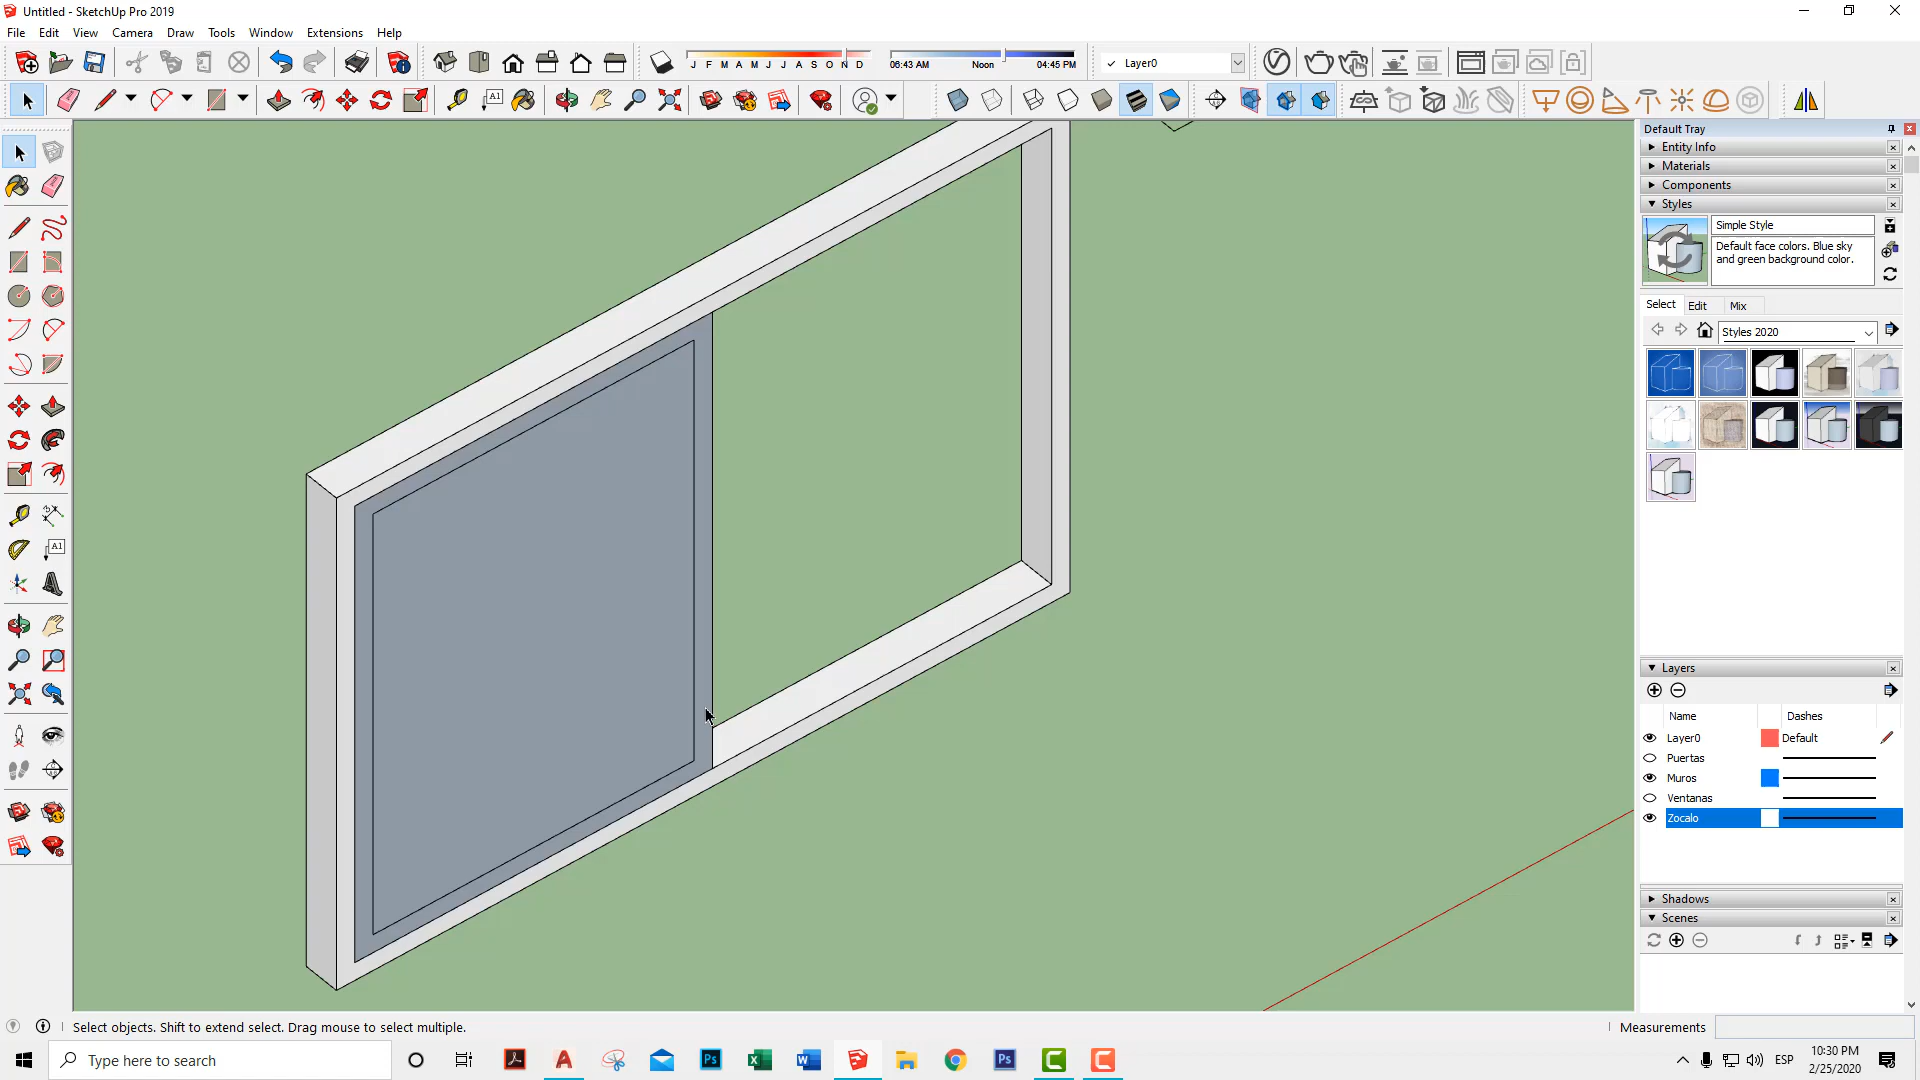 Untitled - SketchUp Pro 2019
File Edit View Camera Draw Tools Window Extensions Help
J F M A M J J A S O N D
06:43 AM Noon 04:45 PM
✓ Layer0
A1
Default Tray
Entity Info
Materials
Components
Styles
Simple Style
Default face colors. Blue sky
and green background color.
Select Edit Mix
Styles 2020
A1
Layers
Name Dashes
Layer0 Default
Puertas
Muros
Ventanas
Zocalo
Shadows
Scenes
Select objects. Shift to extend select. Drag mouse to select multiple.
Measurements
Type here to search
Ps
Ps
ESP
10:30 PM
2/25/2020